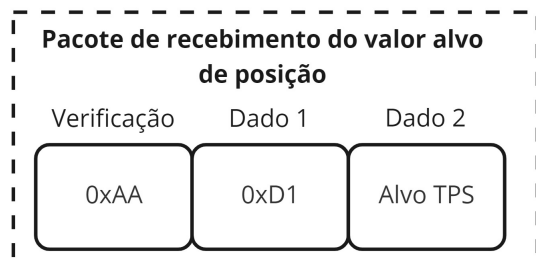 Pacote de recebimento do valor alvo
de posição
Verificação Dado 1 Dado 2
0xAA 0xD1 Alvo TPS